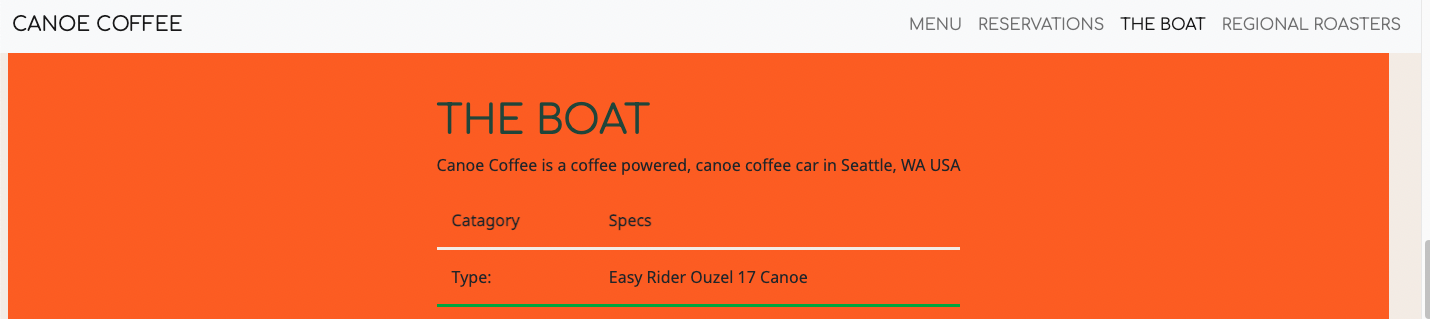 CANOE COFFEE MENU RESERVATIONS THE BOAT REGIONAL ROASTERS
THE BOAT
Canoe Coffee is a coffee powered, canoe coffee car in Seattle, WA USA
Catagory Specs
Type: Easy Rider Ouzel 17 Canoe